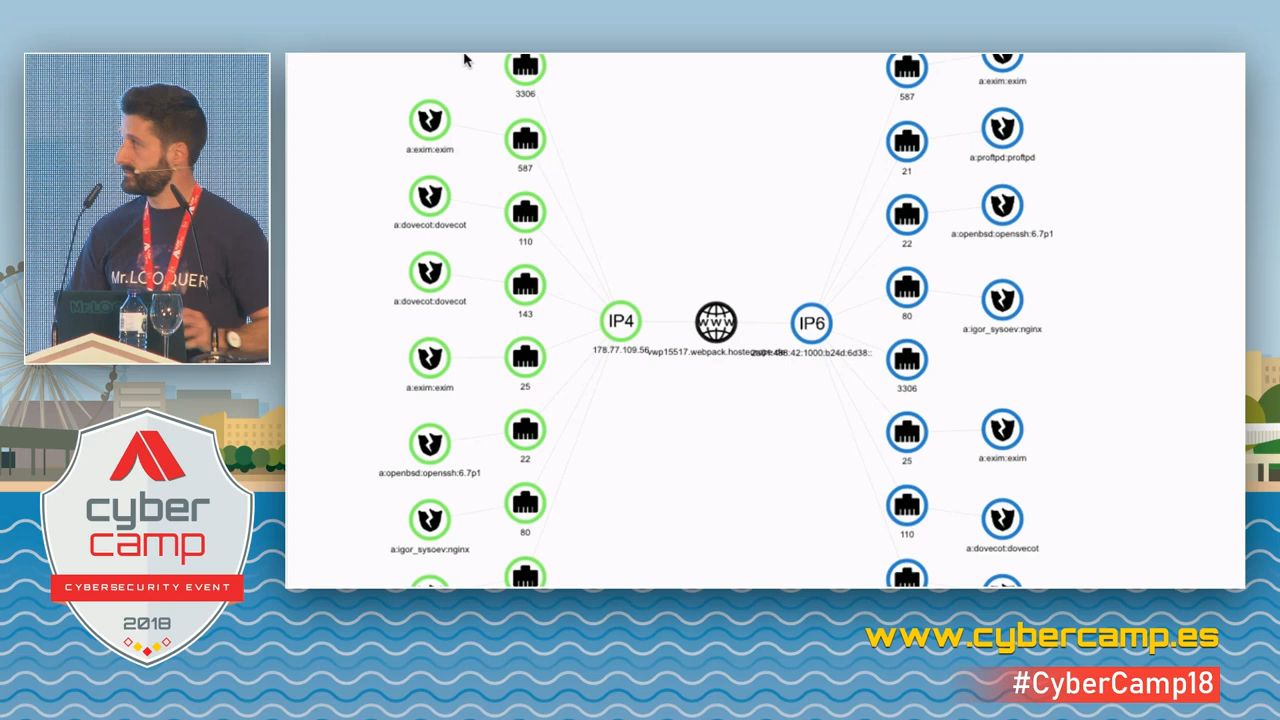 Mr.LOOQUER
3306
a:exim:exim
587
a:dovecot:dovecot
110
a:dovecot:dovecot
143
a:exim:exim
25
a:openbsd:openssh:6.7p1
22
a:igor_sysoev:nginx
80
IP4
178.77.109.56
www
IP6
587
a:exim:exim
21
a:proftpd:proftpd
22
a:openbsd:openssh:6.7p1
80
a:igor_sysoev:nginx
3306
25
a:exim:exim
110
a:dovecot:dovecot
cyber
camp
CYBERSECURITY EVENT
2018
www.cybercamp.es
#CyberCamp18